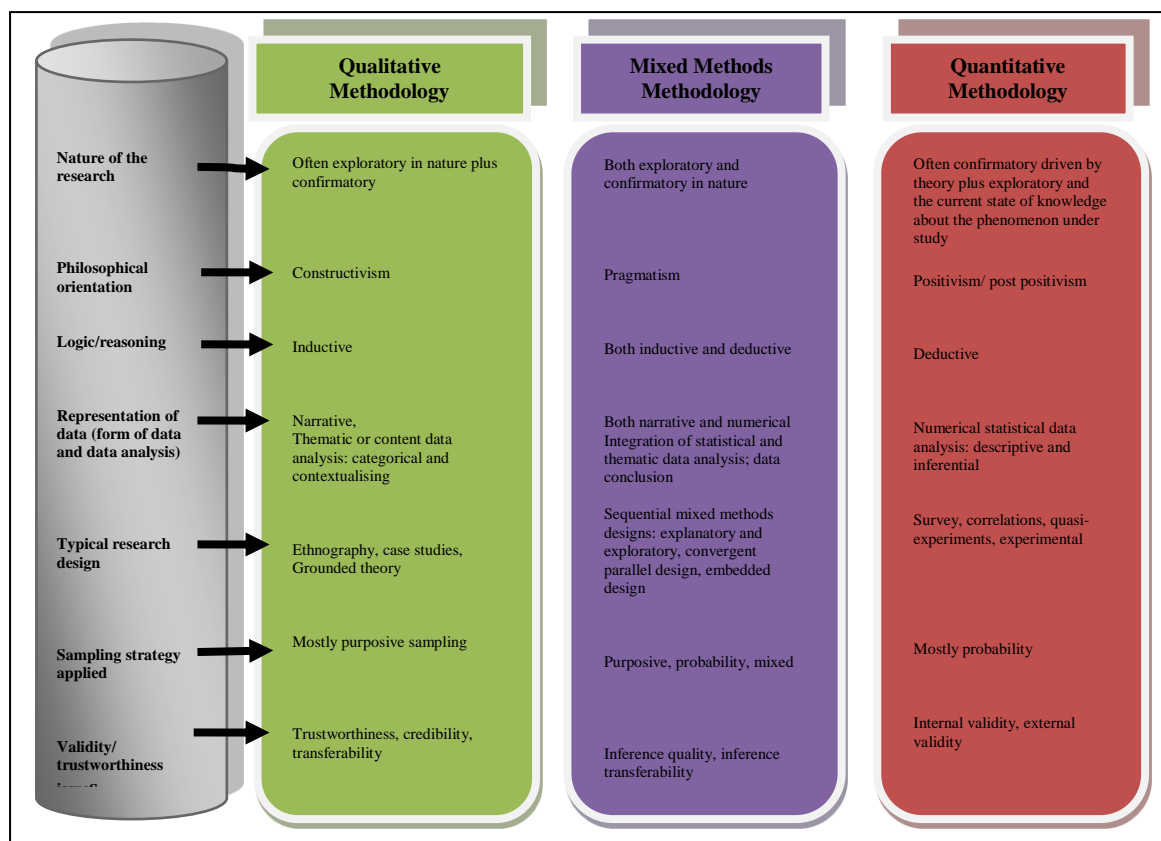 Qualitative
Methodology
Mixed Methods
Methodology
Quantitative
Methodology
Nature of the
research
Often exploratory in nature plus
confirmatory
Both exploratory and
confirmatory in nature
Often confirmatory driven by
theory plus exploratory and
the current state of knowledge
about the phenomenon under
study
Philosophical
orientation
Constructivism
Pragmatism
Positivism/ post positivism
Logic/reasoning
Inductive
Both inductive and deductive
Deductive
Representation of
data (form of data
and data analysis)
Narrative,
Thematic or content data
analysis: categorical and
contextualising
Both narrative and numerical
Integration of statistical and
thematic data analysis; data
conclusion
Numerical statistical data
analysis: descriptive and
inferential
Typical research
design
Ethnography, case studies,
Grounded theory
Sequential mixed methods
designs: explanatory and
exploratory, convergent
parallel design, embedded
design
Survey, correlations, quasi-
experiments, experimental
Sampling strategy
applied
Mostly purposive sampling
Purposive, probability, mixed
Mostly probability
Validity/
trustworthiness
Trustworthiness, credibility,
transferability
Inference quality, inference
transferability
Internal validity, external
validity